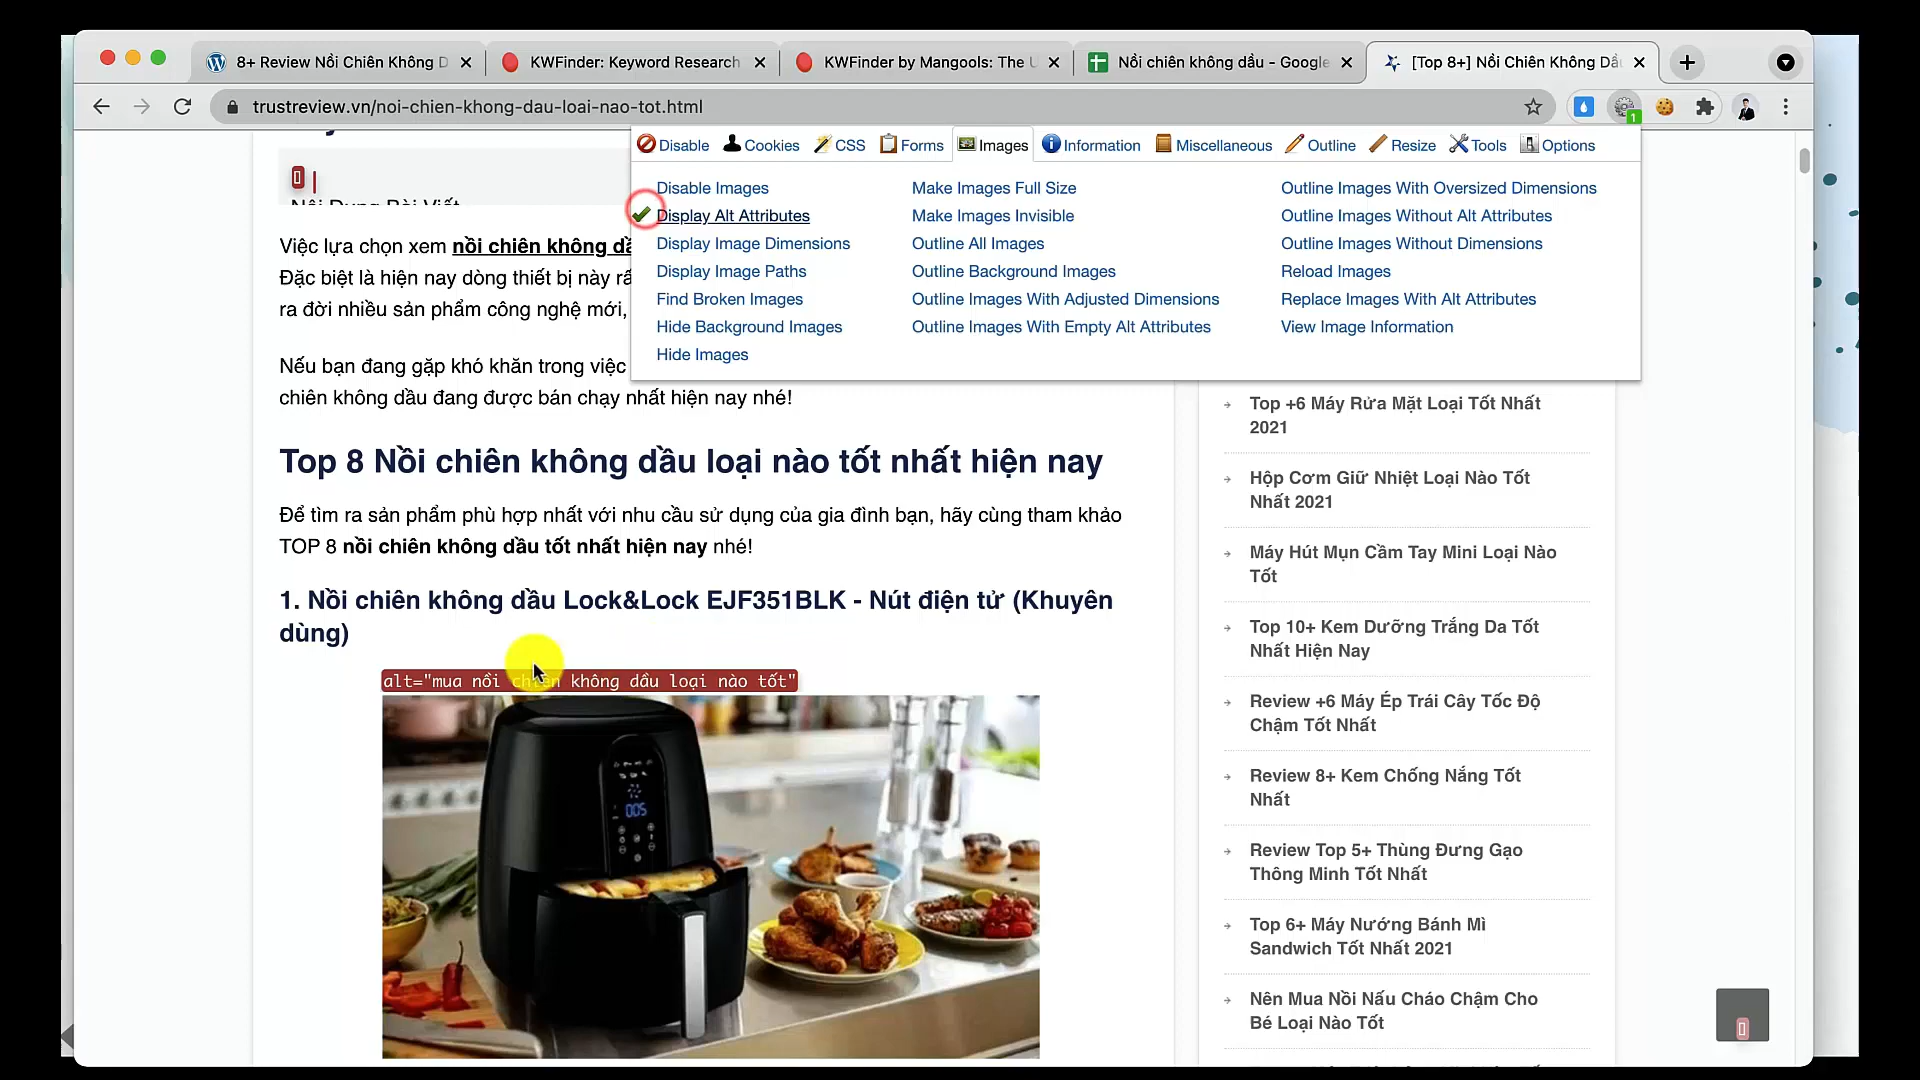 8+ Review Nồi Chiên Không D
KWFinder: Keyword Research
KWFinder by Mangools: The U
Nồi chiên không dầu - Google
[Top 8+] Nồi Chiên Không Dầu
trustreview.vn/noi-chien-khong-dau-loai-nao-tot.html
1
Disable
Cookies
CSS
Forms
Images
Information
Miscellaneous
Outline
Resize
Tools
Options
Disable Images
Display Alt Attributes
Display Image Dimensions
Display Image Paths
Find Broken Images
Hide Background Images
Hide Images
Make Images Full Size
Make Images Invisible
Outline All Images
Outline Background Images
Outline Images With Adjusted Dimensions
Outline Images With Empty Alt Attributes
Outline Images With Oversized Dimensions
Outline Images Without Alt Attributes
Outline Images Without Dimensions
Reload Images
Replace Images With Alt Attributes
View Image Information
Nội Dung Bài Viết
Việc lựa chọn xem nồi chiên không dầ
Đặc biệt là hiện nay dòng thiết bị này rấ
ra đời nhiều sản phẩm công nghệ mới,
Nếu bạn đang gặp khó khăn trong việc
chiên không dầu đang được bán chạy nhất hiện nay nhé!
Top 8 Nồi chiên không dầu loại nào tốt nhất hiện nay
Để tìm ra sản phẩm phù hợp nhất với nhu cầu sử dụng của gia đình bạn, hãy cùng tham khảo
TOP 8 nồi chiên không dầu tốt nhất hiện nay nhé!
1. Nồi chiên không dầu Lock&Lock EJF351BLK - Nút điện tử (Khuyên
dùng)
alt="mua nồi chiên không dầu loại nào tốt"
005
Top +6 Máy Rửa Mặt Loại Tốt Nhất
2021
Hộp Cơm Giữ Nhiệt Loại Nào Tốt
Nhất 2021
Máy Hút Mụn Cầm Tay Mini Loại Nào
Tốt
Top 10+ Kem Dưỡng Trắng Da Tốt
Nhất Hiện Nay
Review +6 Máy Ép Trái Cây Tốc Độ
Chậm Tốt Nhất
Review 8+ Kem Chống Nắng Tốt
Nhất
Review Top 5+ Thùng Đưng Gạo
Thông Minh Tốt Nhất
Top 6+ Máy Nướng Bánh Mì
Sandwich Tốt Nhất 2021
Nên Mua Nồi Nấu Cháo Chậm Cho
Bé Loại Nào Tốt